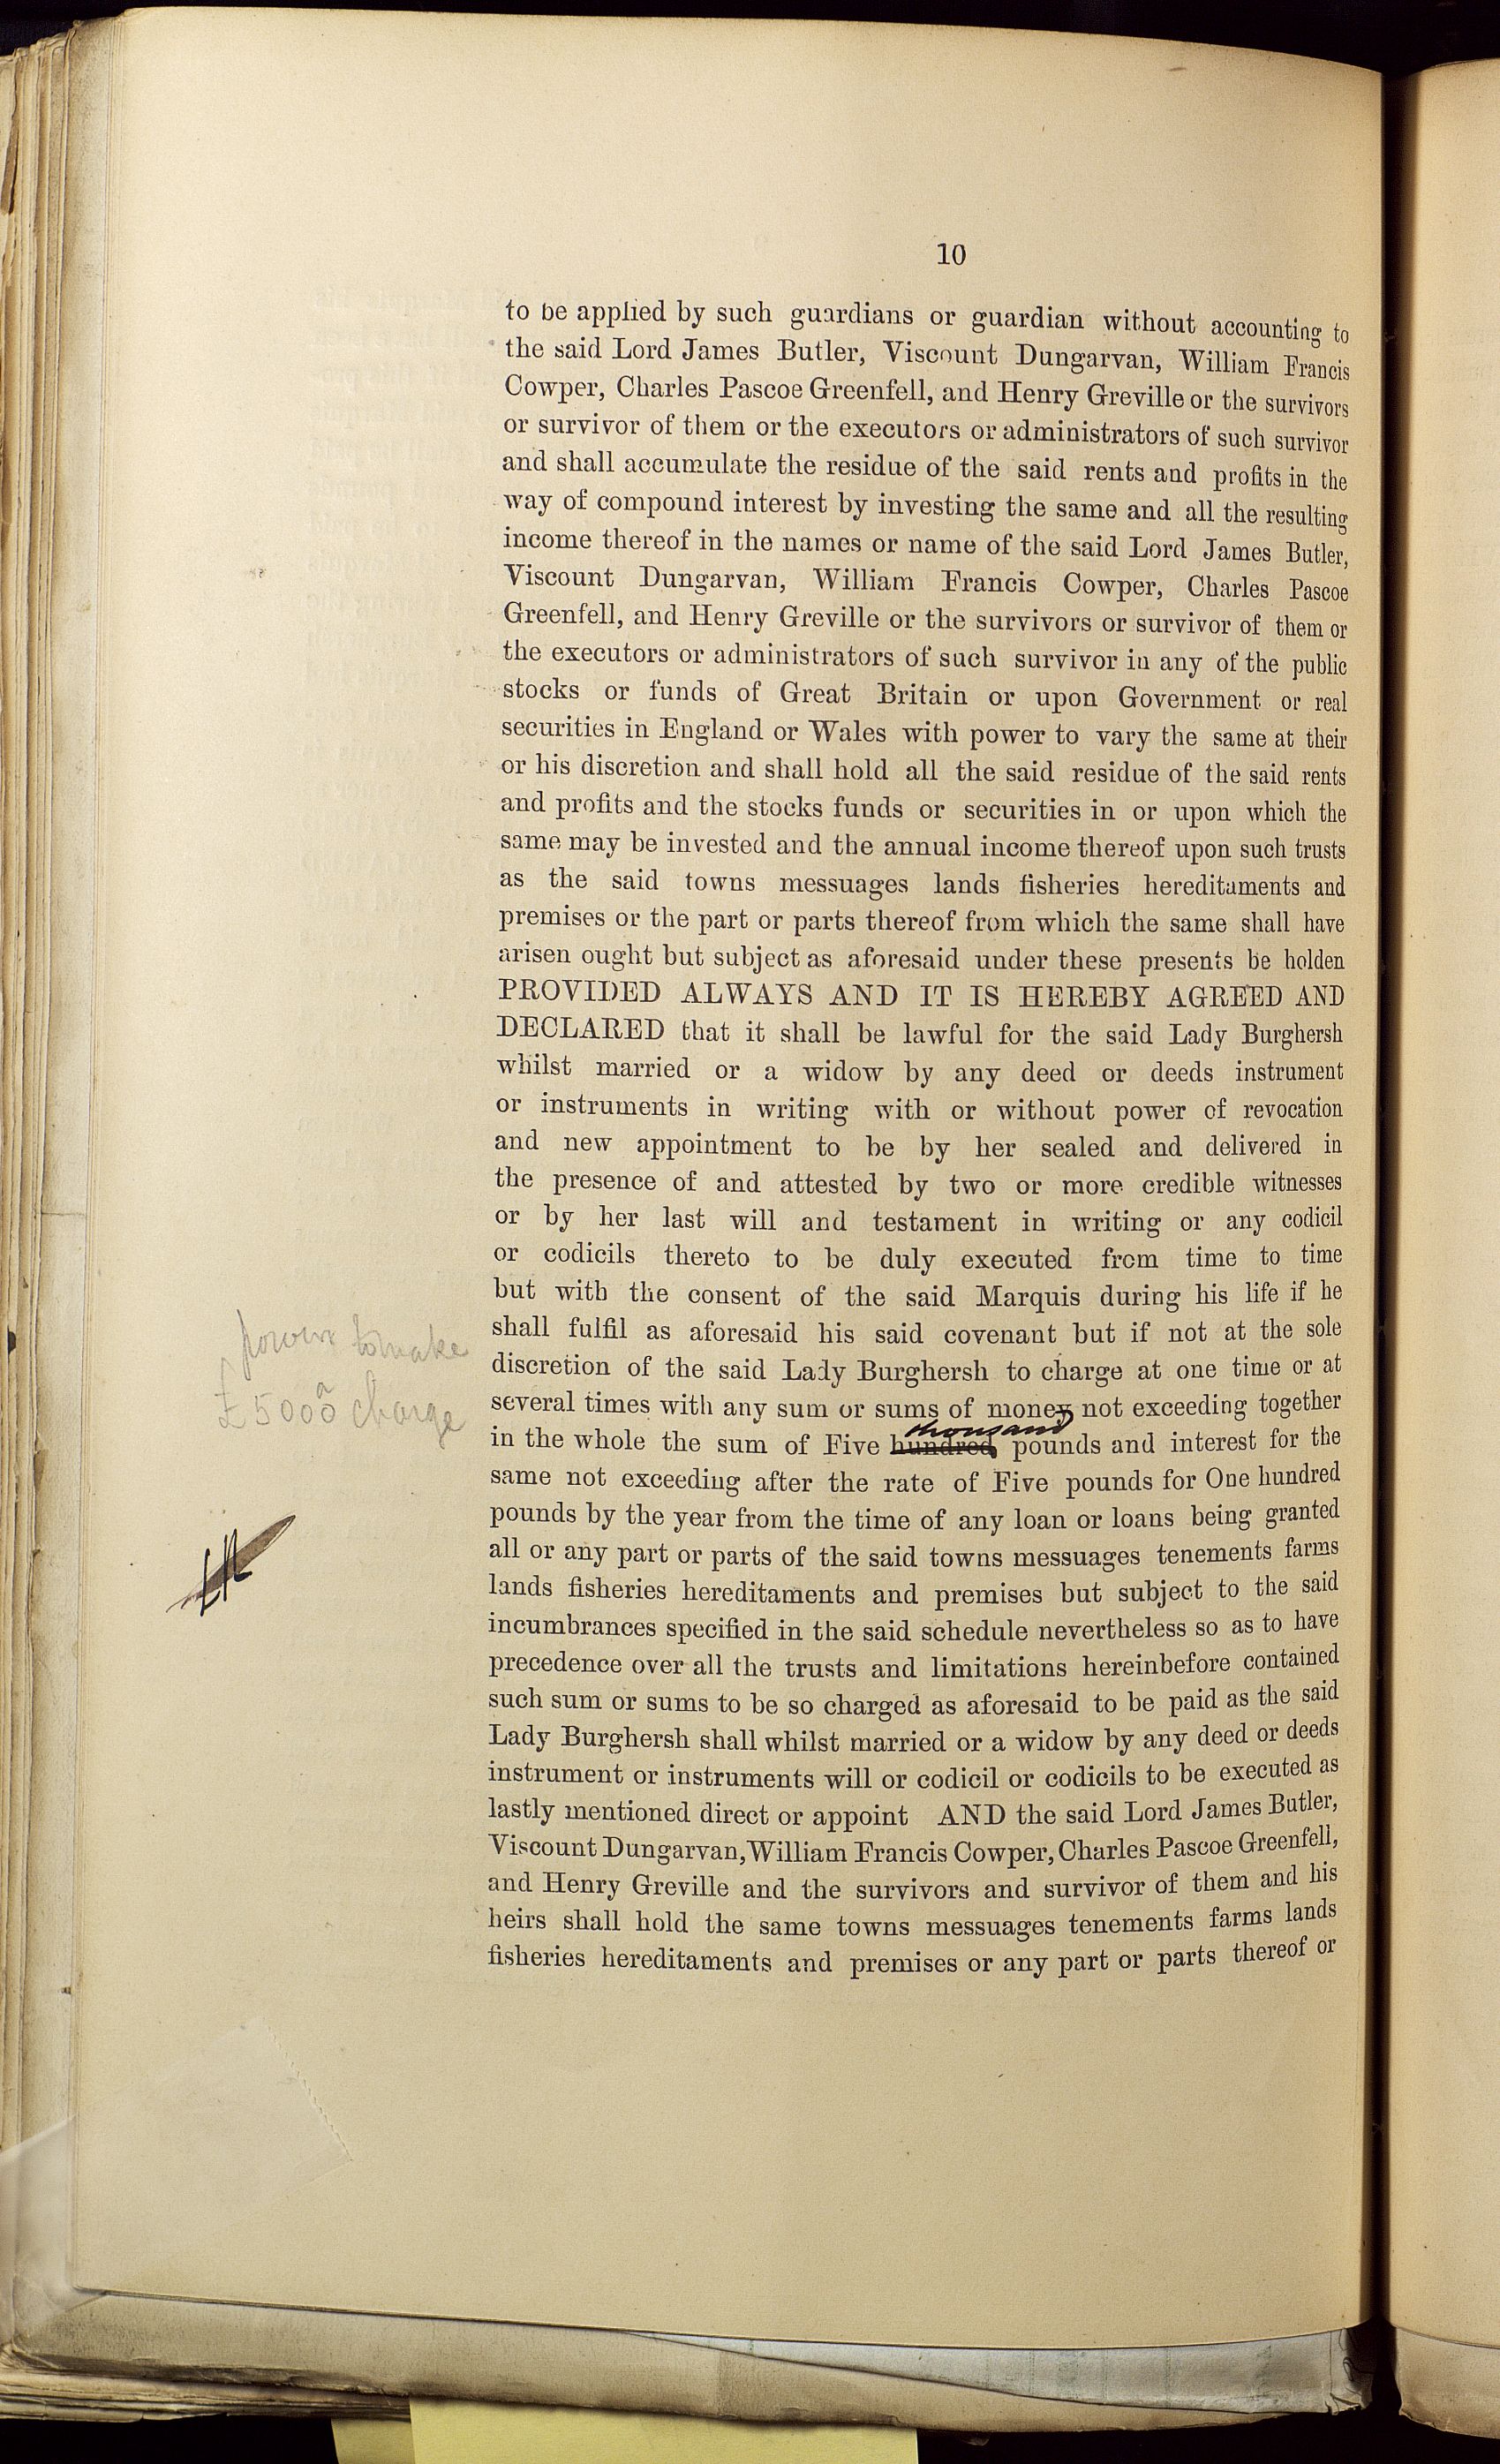 10
to be applied by such guardians or guardian without accounting to
the said Lord James Butler, Viscount Dungarvan, William Francis
Cowper, Charles Pascoe Greenfell, and Henry Greville or the survivors
or survivor of them or the executors or administrators of such survivor
and shall accumulate the residue of the said rents and profits in the
way of compound interest by investing the same and all the resulting
income thereof in the names or name of the said Lord James Butler,
Viscount Dungarvan, William Francis Cowper, Charles Pascoe
Greenfell, and Henry Greville or the survivors or survivor of them or
the executors or administrators of such survivor in any of the public
stocks or funds of Great Britain or upon Government or real
securities in England or Wales with power to vary the same at their
or his discretion and shall hold all the said residue of the said rents
and profits and the stocks funds or securities in or upon which the
same may be invested and the annual income thereof upon such trusts
as the said towns messuages lands fisheries hereditaments and
premises or the part or parts thereof from which the same shall have
arisen ought but subject as aforesaid under these presents be holden
PROVIDED ALWAYS AND IT IS HEREBY AGREED AND
DECLARED that it shall be lawful for the said Lady Burghersh
whilst married or a widow by any deed or deeds instrument
or instruments in writing with or without power of revocation
and new appointment to be by her sealed and delivered in
the presence of and attested by two or more credible witnesses
or by her last will and testament in writing or any codicil
or codicils thereto to be duly executed from time to time
but with the consent of the said Marquis during his life if he
shall fulfil as aforesaid his said covenant but if not at the sole
discretion of the said Lady Burghersh to charge at one time or at
several times with any sum or sums of money not exceeding together
thousand
in the whole the sum of Five hundred pounds and interest for the
same not exceeding after the rate of Five pounds for One hundred
pounds by the year from the time of any loan or loans being granted
all or any part or parts of the said towns messuages tenements farms
lands fisheries hereditaments and premises but subject to the said
incumbrances specified in the said schedule nevertheless so as to have
precedence over all the trusts and limitations hereinbefore contained
such sum or sums to be so charged as aforesaid to be paid as the said
Lady Burghersh shall whilst married or a widow by any deed or deeds
instrument or instruments will or codicil or codicils to be executed as
lastly mentioned direct or appoint AND the said Lord James Butler,
Viscount Dungarvan, William Francis Cowper, Charles Pascoe Greenfell,
and Henry Greville and the survivors and survivor of them and his
heirs shall hold the same towns messuages tenements farms lands
fisheries hereditaments and premises or any part or parts thereof or
power to make
a
£5000 charge